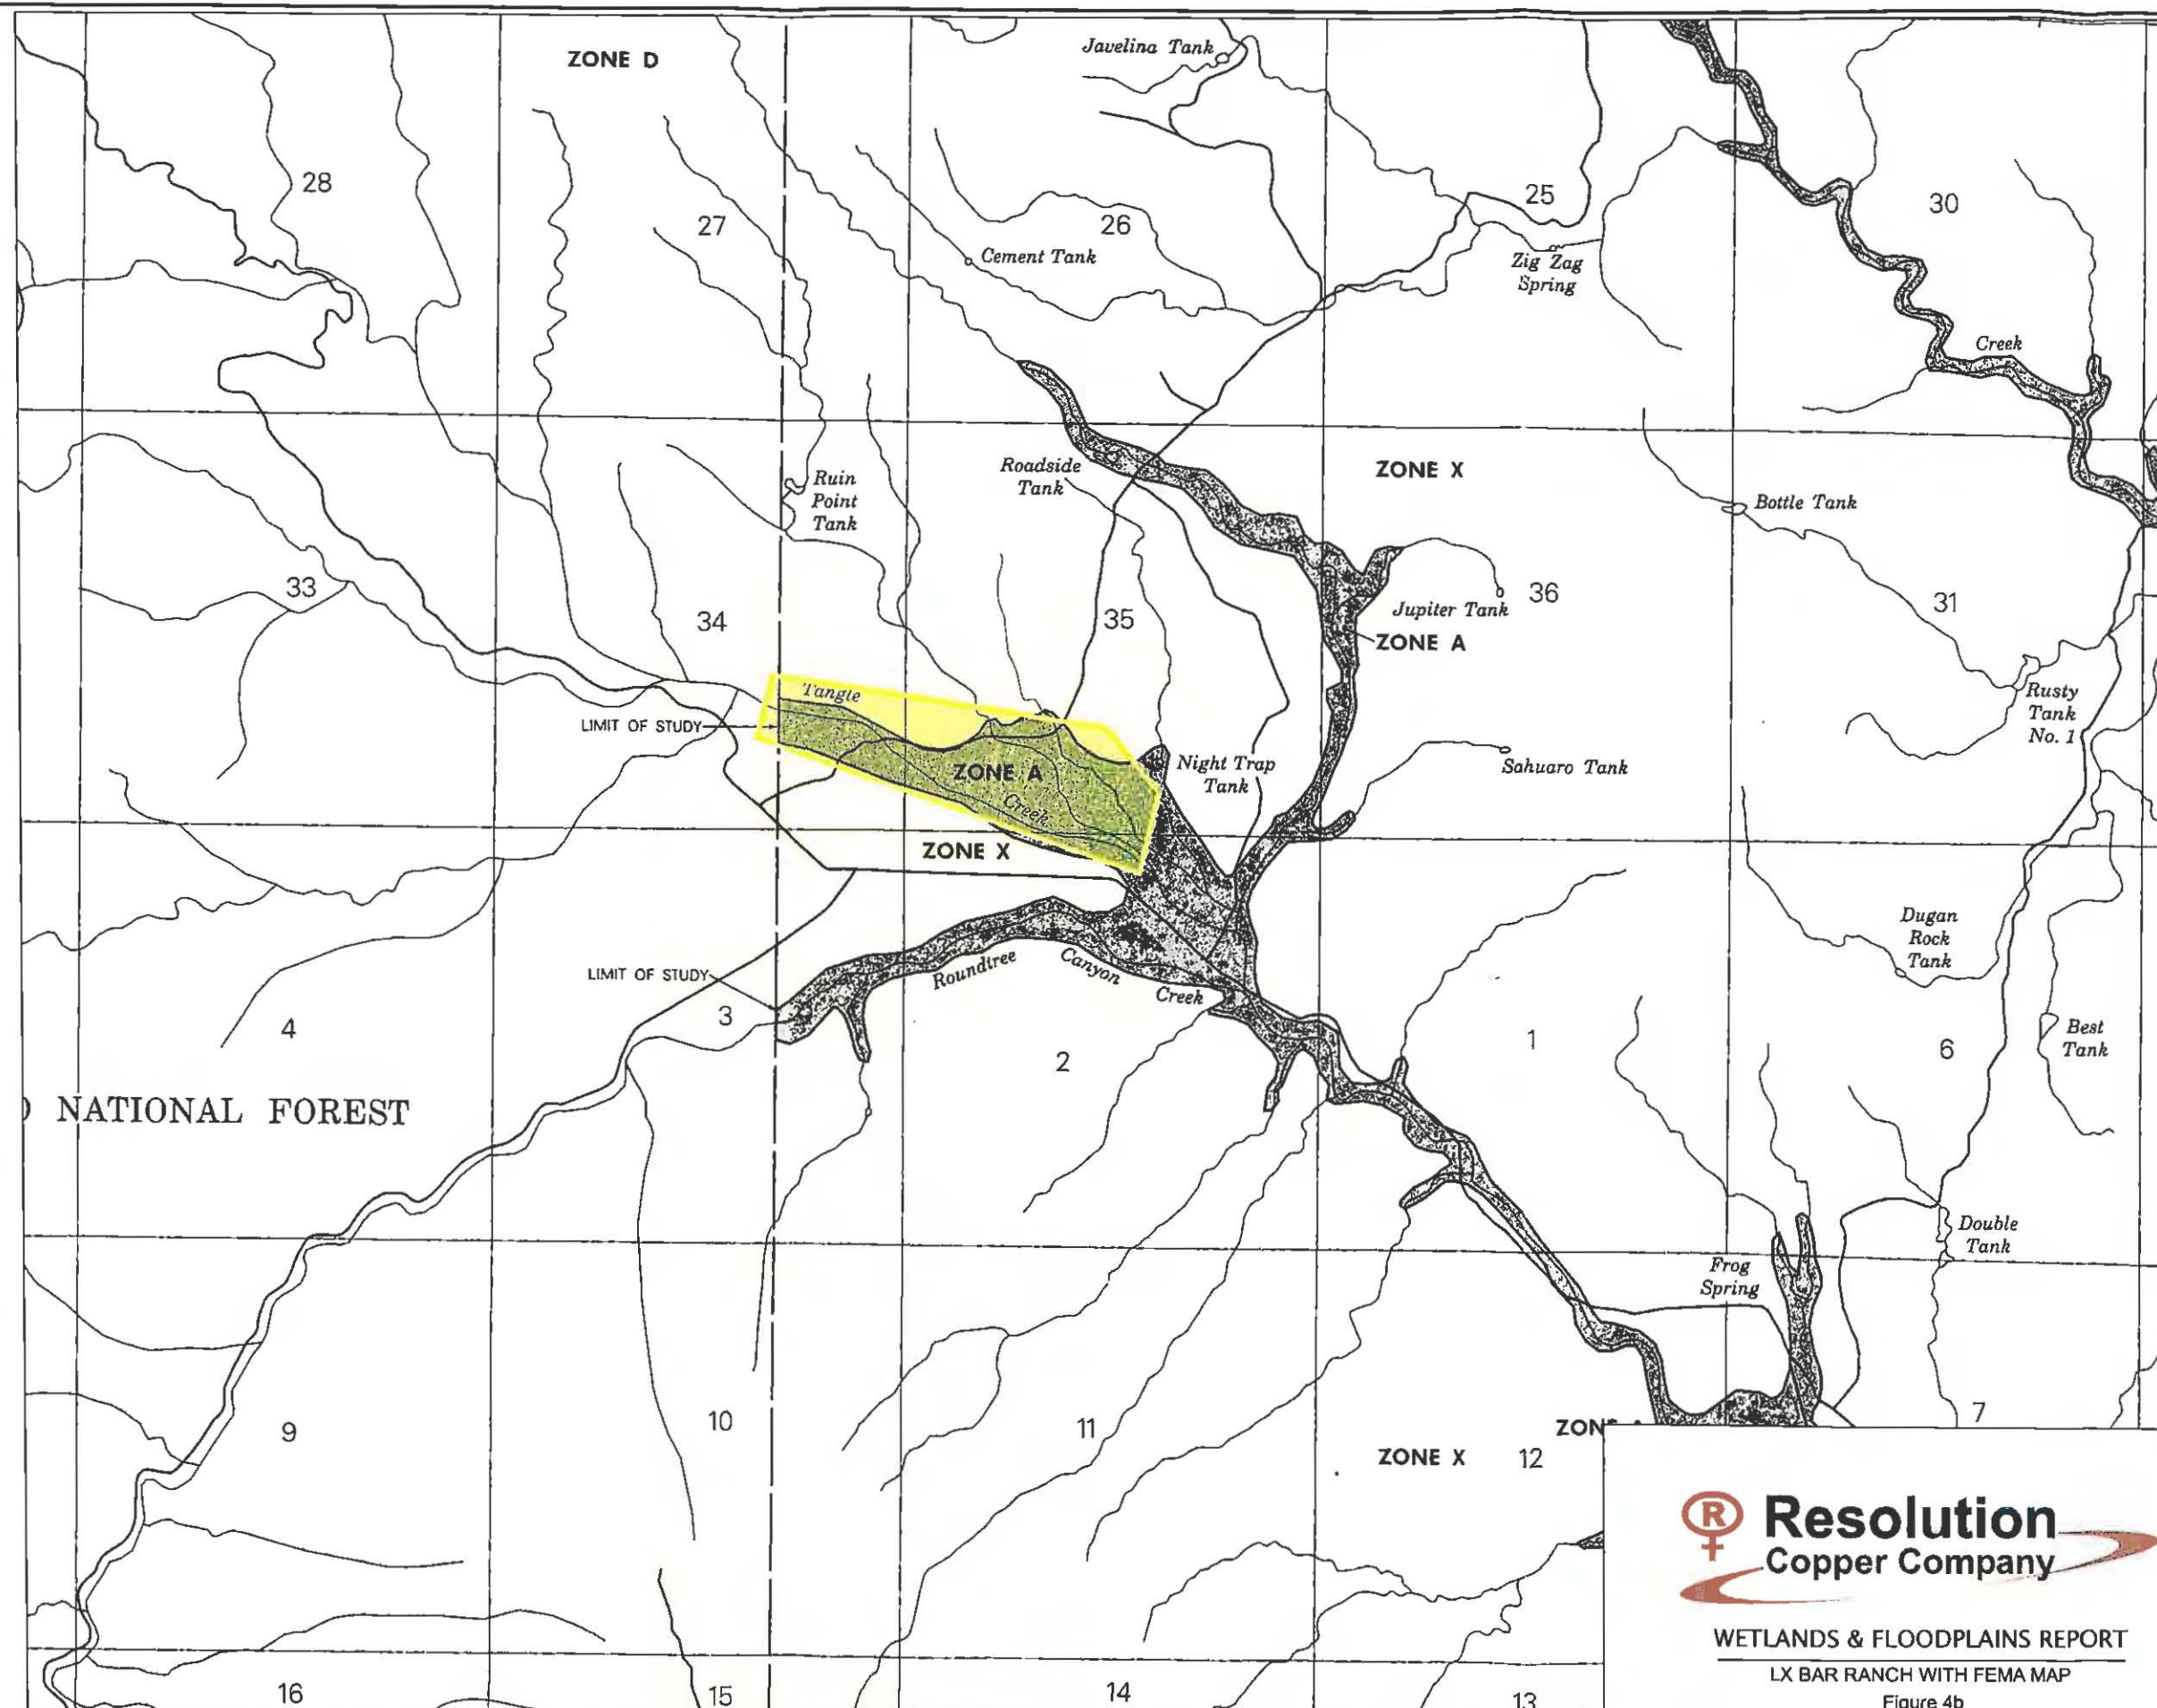 ZONE D
Javelina Tank
28
27
26
25
30
Cement Tank
Zig Zag
Spring
Creek
Roadside
Tank
ZONE X
Ruin
Point
Tank
Bottle Tank
33
34
35
36
31
Jupiter Tank
ZONE A
Tangle
LIMIT OF STUDY
Rusty
Tank
No. 1
ZONE A
Night Trap
Tank
Sahuaro Tank
Creek
ZONE X
Dugan
Rock
Tank
LIMIT OF STUDY
Roundtree
Canyon
Creek
3
4
2
1
6
Best
Tank
NATIONAL FOREST
Double
Tank
Frog
Spring
9
10
11
7
ZONE X
12
16
15
14
13
R
Resolution
Copper Company
WETLANDS & FLOODPLAINS REPORT
LX BAR RANCH WITH FEMA MAP
Figure 4b